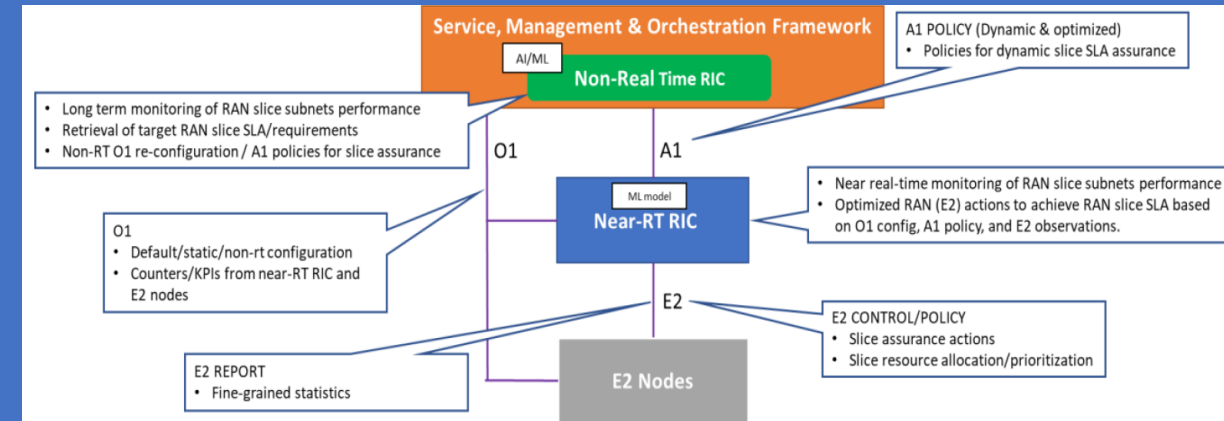 Service, Management & Orchestration Framework
AI/ML
Non-Real Time RIC
A1 POLICY (Dynamic & optimized)
• Policies for dynamic slice SLA assurance
• Long term monitoring of RAN slice subnets performance
• Retrieval of target RAN slice SLA/requirements
• Non-RT O1 re-configuration / A1 policies for slice assurance
O1
A1
ML model
Near-RT RIC
• Near real-time monitoring of RAN slice subnets performance
• Optimized RAN (E2) actions to achieve RAN slice SLA based
on O1 config, A1 policy, and E2 observations.
O1
• Default/static/non-rt configuration
• Counters/KPIs from near-RT RIC and
E2 nodes
E2
E2 CONTROL/POLICY
• Slice assurance actions
• Slice resource allocation/prioritization
E2 REPORT
• Fine-grained statistics
E2 Nodes